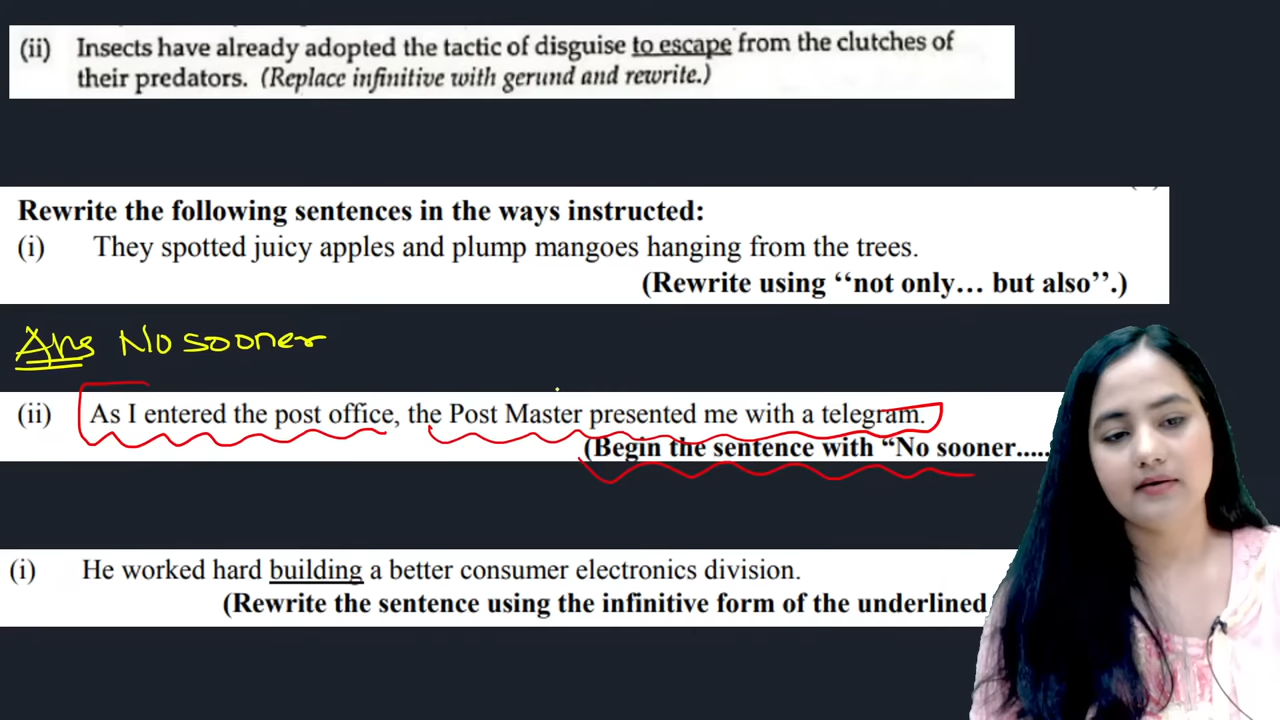 (ii) Insects have already adopted the tactic of disguise to escape from the clutches of
their predators. (Replace infinitive with gerund and rewrite.)
Rewrite the following sentences in the ways instructed:
(i) They spotted juicy apples and plump mangoes hanging from the trees.
(Rewrite using ‘‘not only… but also’’.)
Ans No sooner
(ii) As I entered the post office, the Post Master presented me with a telegram.
(Begin the sentence with “No sooner.....
(i) He worked hard building a better consumer electronics division.
(Rewrite the sentence using the infinitive form of the underlined